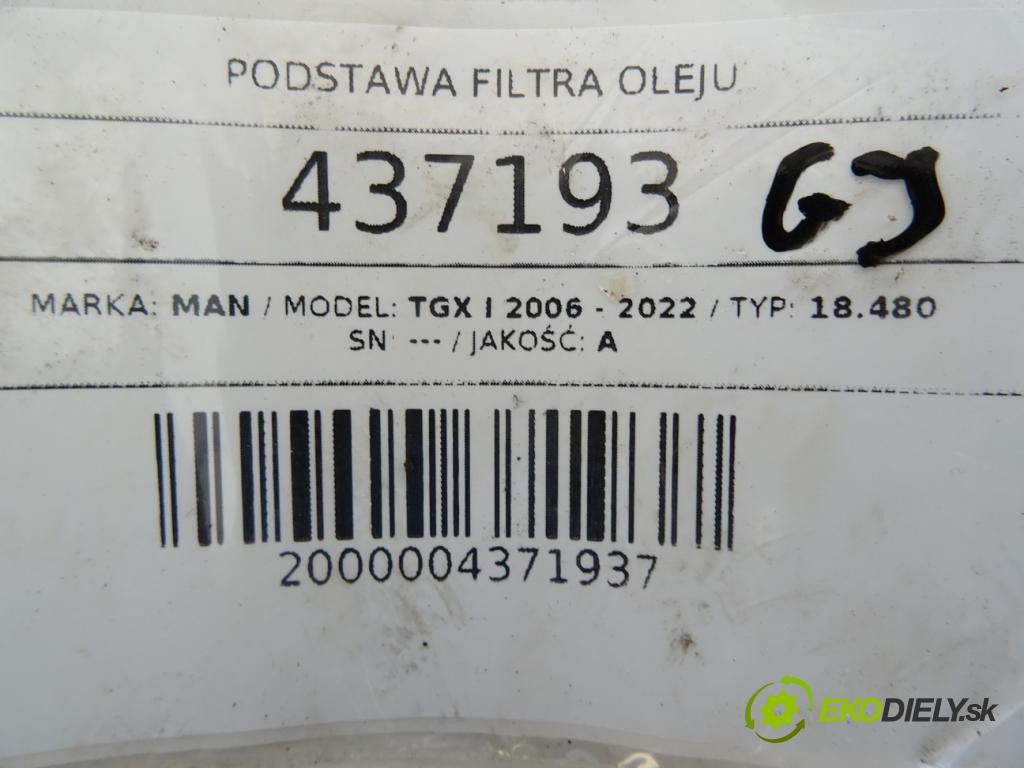 PODSTAWA FILTRA OLEJU
437193 GJ
MARKA: MAN / MODEL: TGX I 2006 - 2022 / TYP: 18.480
SN: --- / JAKOŚĆ: A
2000004371937
EKODIELY.sk